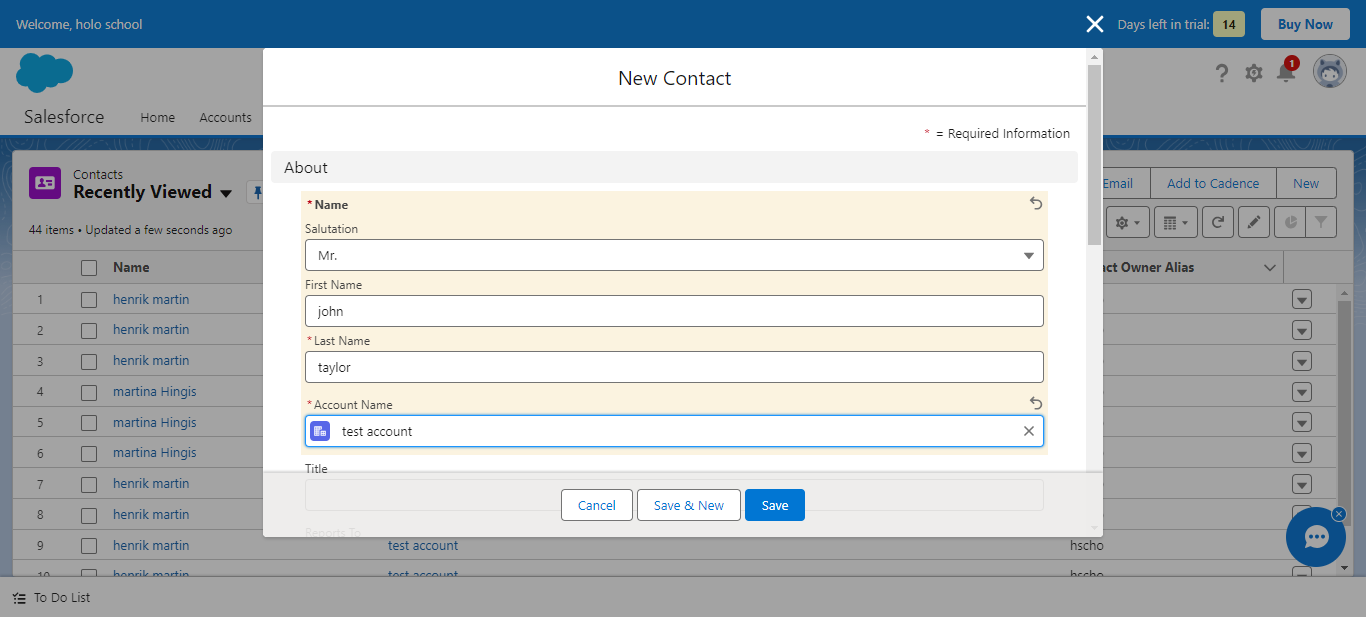 Welcome, holo school
Days left in trial: 14 Buy Now
New Contact
1
Salesforce Home Accounts
* = Required Information
About
Contacts
Recently Viewed
Email Add to Cadence New
44 items • Updated a few seconds ago
*Name
Salutation
Mr.
First Name
john
*Last Name
taylor
*Account Name
test account
Title
Cancel Save & New Save
Reports To
Name
Owner Alias
1 henrik martin
2 henrik martin
3 henrik martin
4 martina Hingis
5 martina Hingis
6 martina Hingis
7 henrik martin
8 henrik martin
9 henrik martin test account hscho
10 henrik martin test account hscho
To Do List